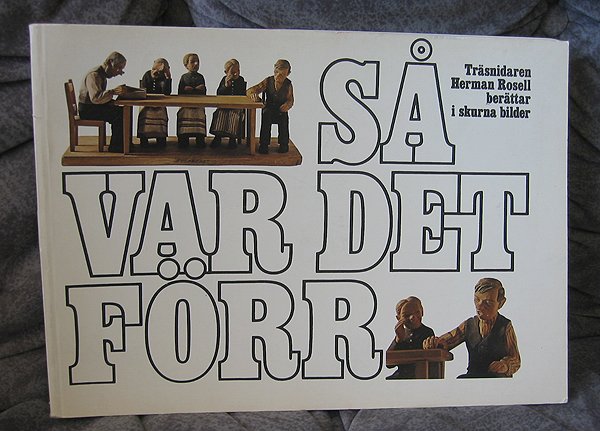 SÅ
Träsnidaren
Herman Rosell
berättar
i skurna bilder
VAR DET
FÖRR